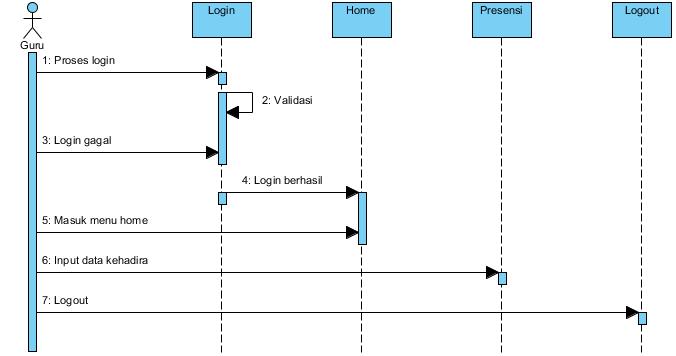 Login
Home
Presensi
Logout
Guru
1: Proses login
2: Validasi
3: Login gagal
4: Login berhasil
5: Masuk menu home
6: Input data kehadira
7: Logout